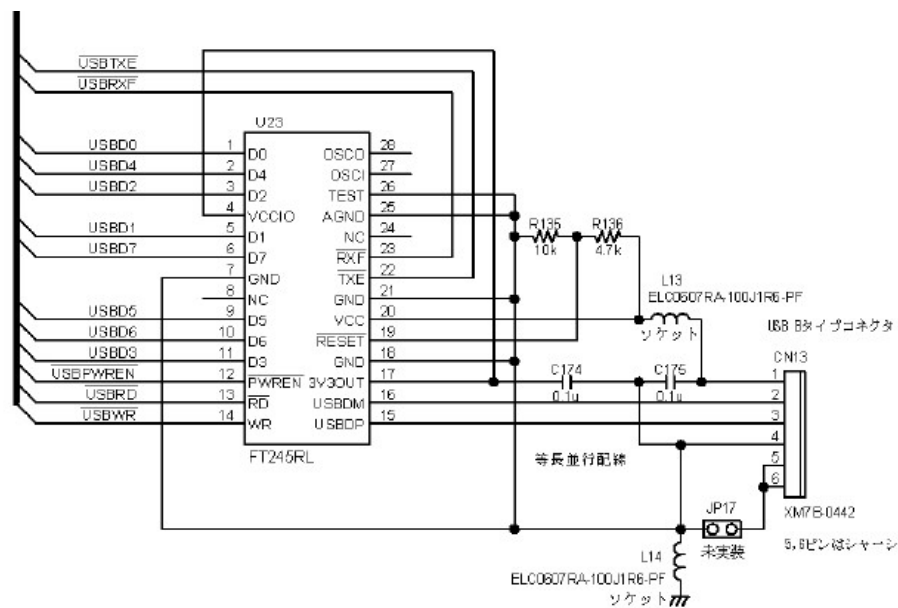 USBTXE
USBRXF
U23
USBD0 1 D0 OSCO 28
USBD4 2 D4 OSCI 27
USBD2 3 D2 TEST 26
4 VCCIO AGND 25
USBD1 5 D1 NC 24
USBD7 6 D7 RXF 23
7 GND TXE 22
8 NC GND 21
USBD5 9 D5 VCC 20
USBD6 10 D6 RESET 19
USBD3 11 D3 GND 18
USBPWREN 12 PWREN 3V3OUT 17
USBRD 13 RD USBDM 16
USBWR 14 WR USBDP 15
FT245RL
R135
10k
R136
4.7k
L13
ELC0607RA-100J1R6-PF
ソケット
USB Bタイプコネクタ
CN13
C174
0.1u
C175
0.1u
1
2
3
4
5
6
等長並行配線
XM7B-0442
JP17
未実装
5,6ピンはシャーシ
L14
ELC0607RA-100J1R6-PF
ソケット